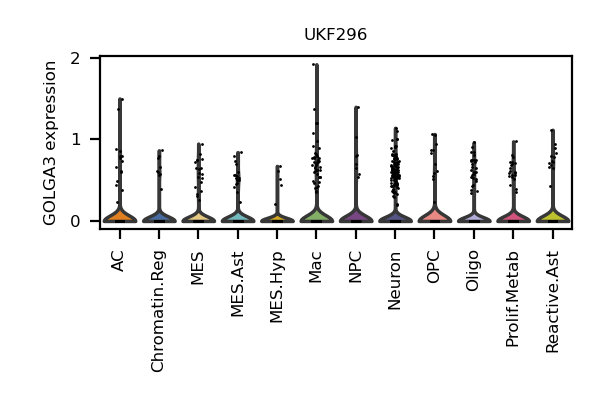 UKF296
GOLGA3 expression
2
1
0
AC
Chromatin.Reg
MES
MES.Ast
MES.Hyp
Mac
NPC
Neuron
OPC
Oligo
Prolif.Metab
Reactive.Ast